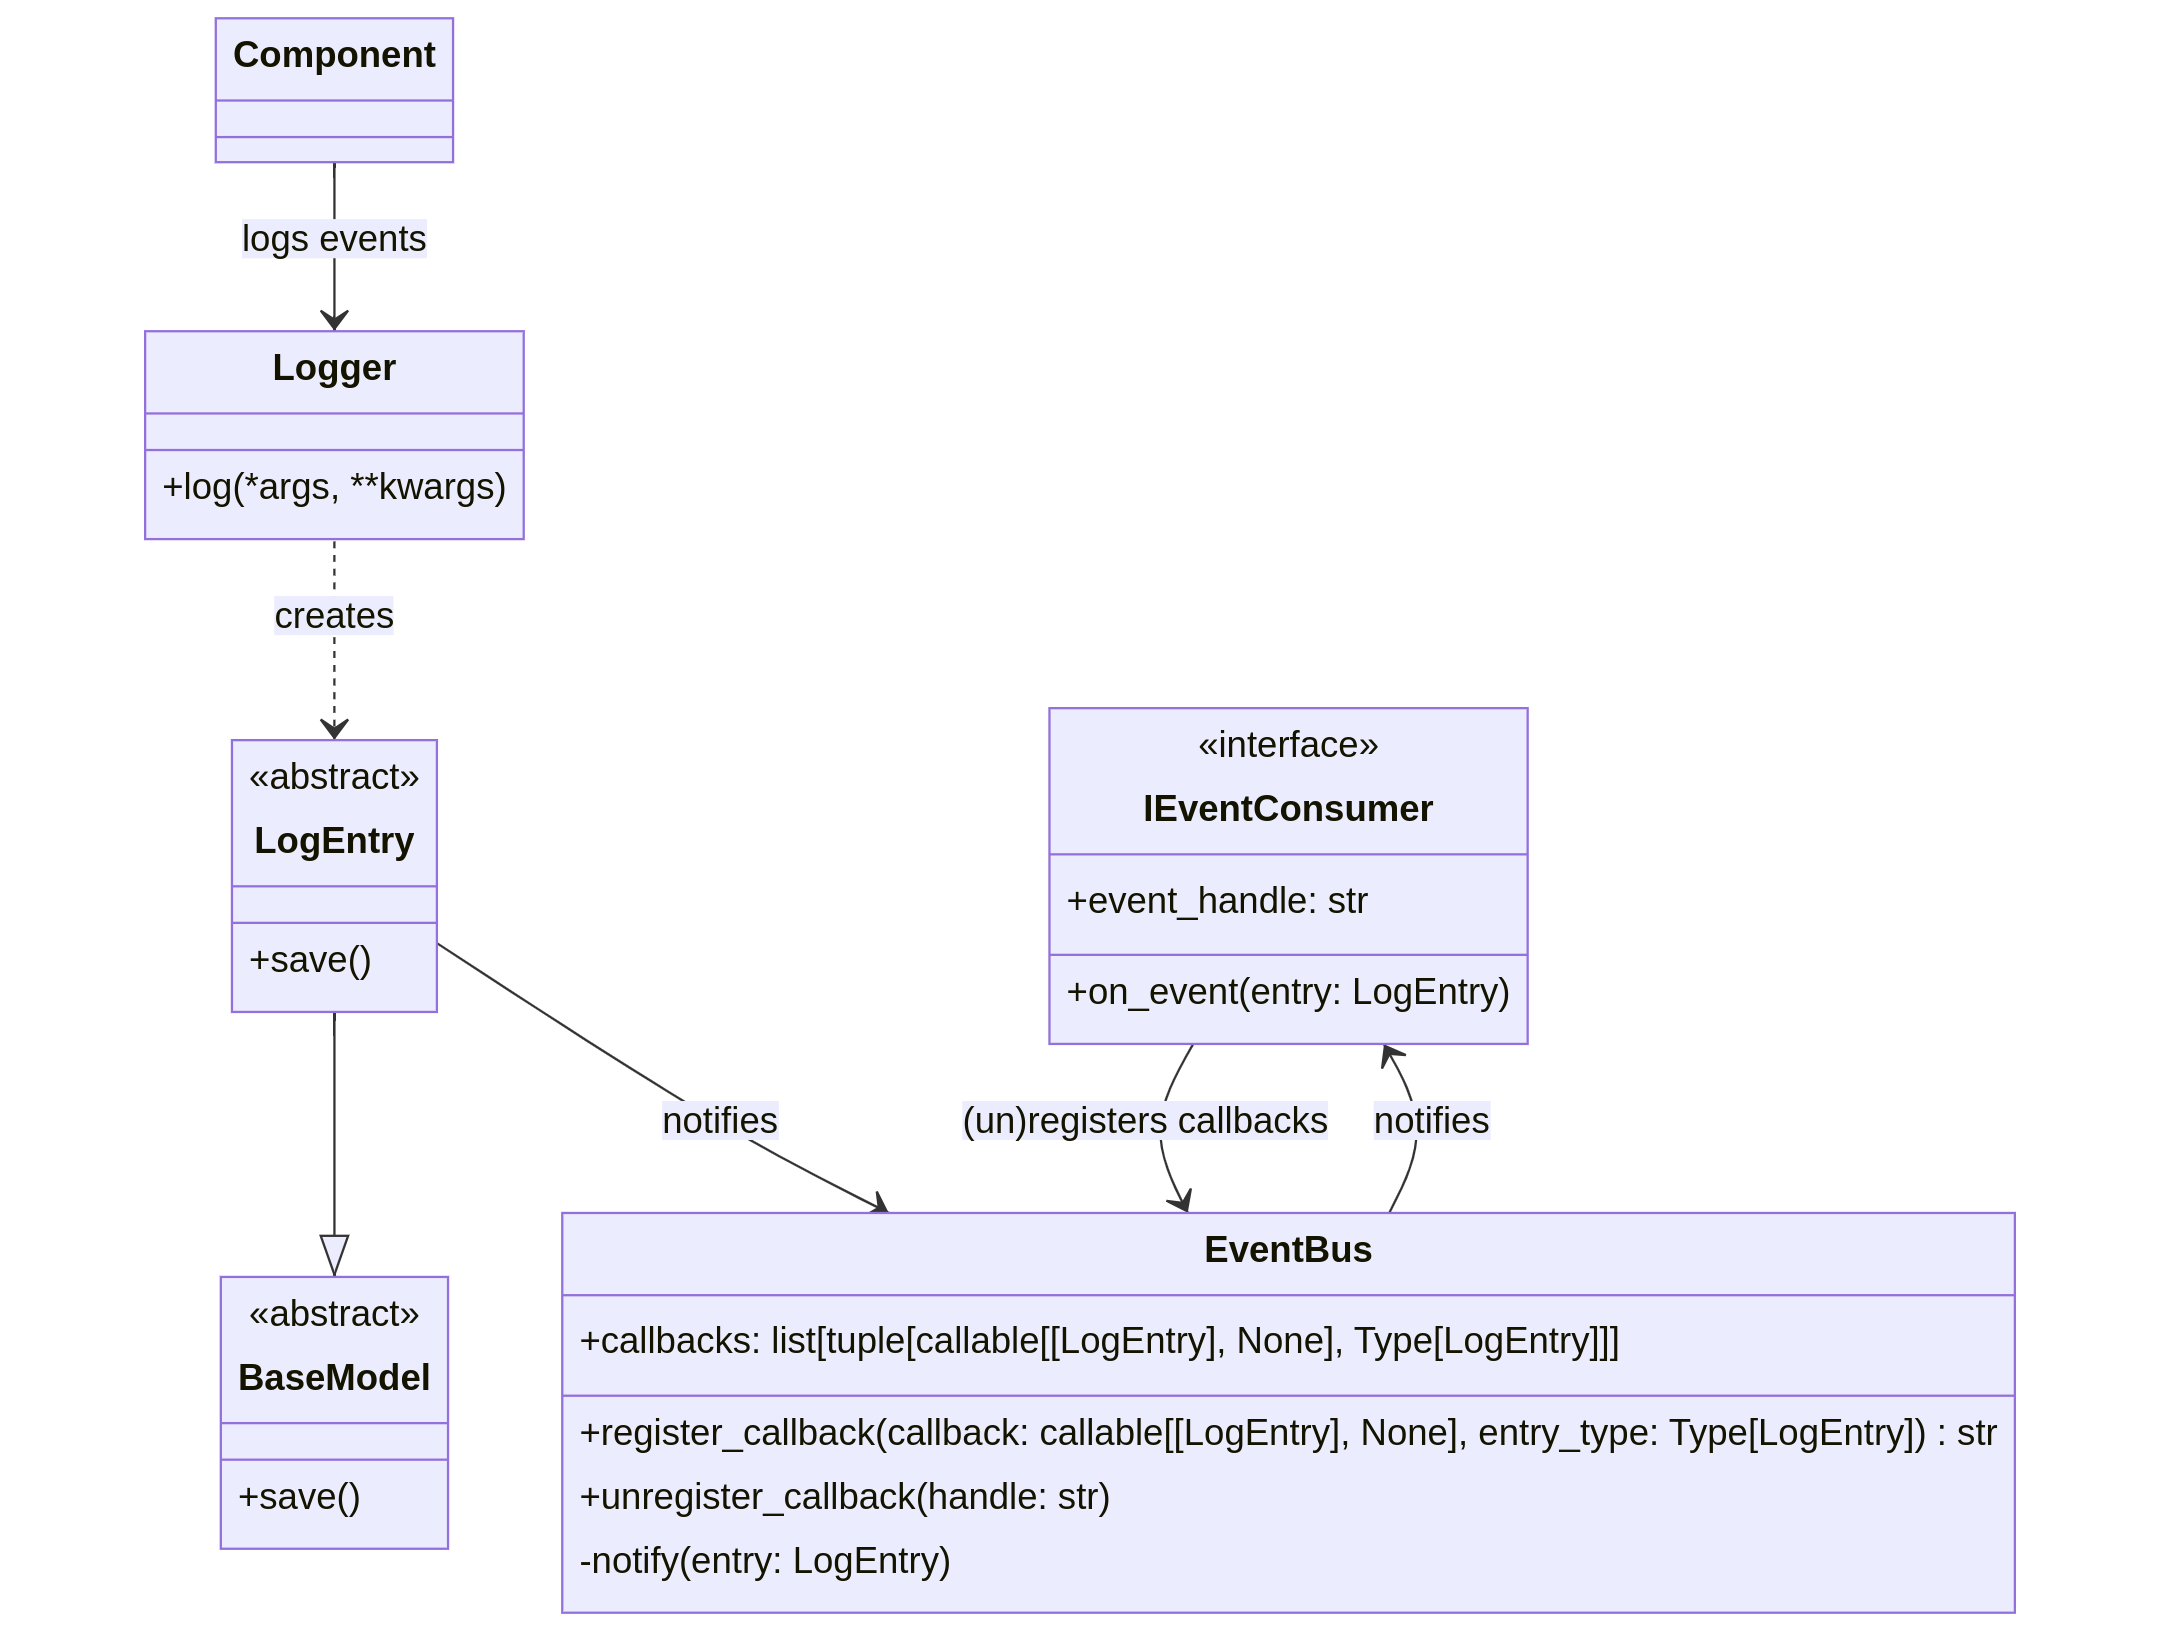 Component
logs events
Logger
+log(*args, **kwargs)
creates
«abstract»
LogEntry
+save()
«interface»
IEventConsumer
+event_handle: str
+on_event(entry: LogEntry)
notifies
(un)registers callbacks
notifies
«abstract»
BaseModel
+save()
EventBus
+callbacks: list[tuple[callable[[LogEntry], None], Type[LogEntry]]]
+register_callback(callback: callable[[LogEntry], None], entry_type: Type[LogEntry]) : str
+unregister_callback(handle: str)
-notify(entry: LogEntry)